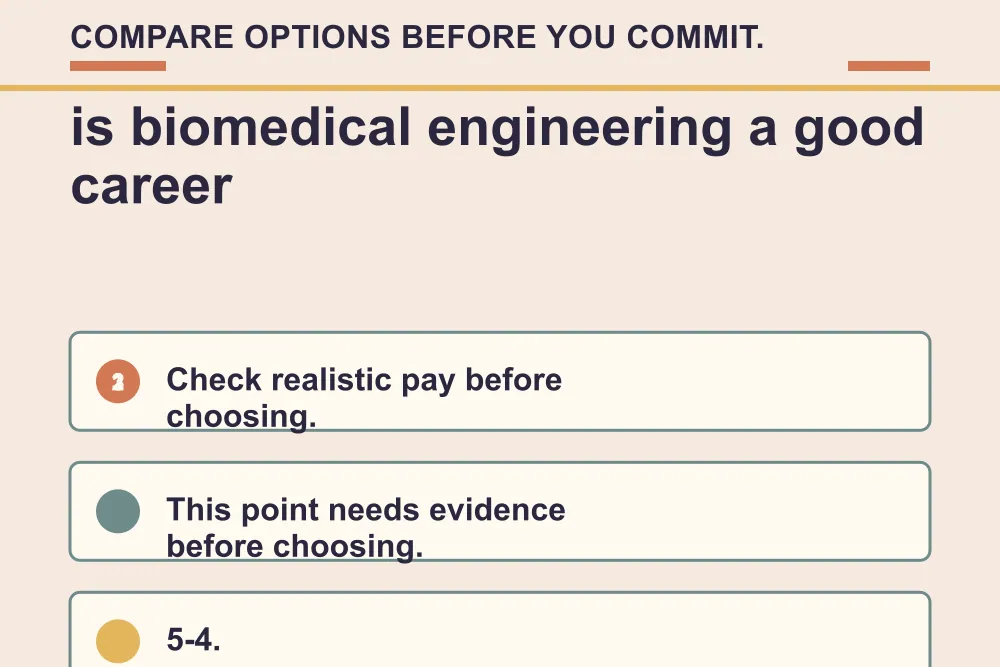 COMPARE OPTIONS BEFORE YOU COMMIT.
is biomedical engineering a good
career
Check realistic pay before
choosing.
This point needs evidence
before choosing.
5-4.